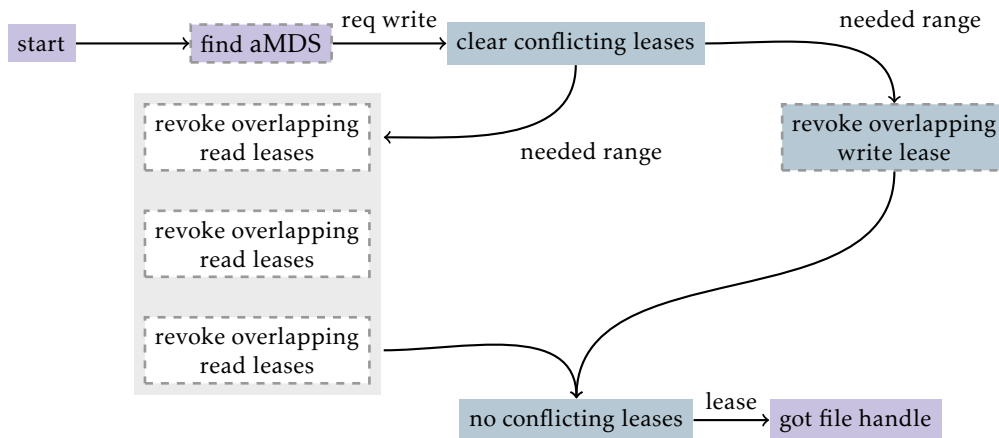 start
find aMDS
req write
clear conflicting leases
needed range
revoke overlapping
read leases
needed range
revoke overlapping
write lease
revoke overlapping
read leases
revoke overlapping
read leases
no conflicting leases
lease
got file handle